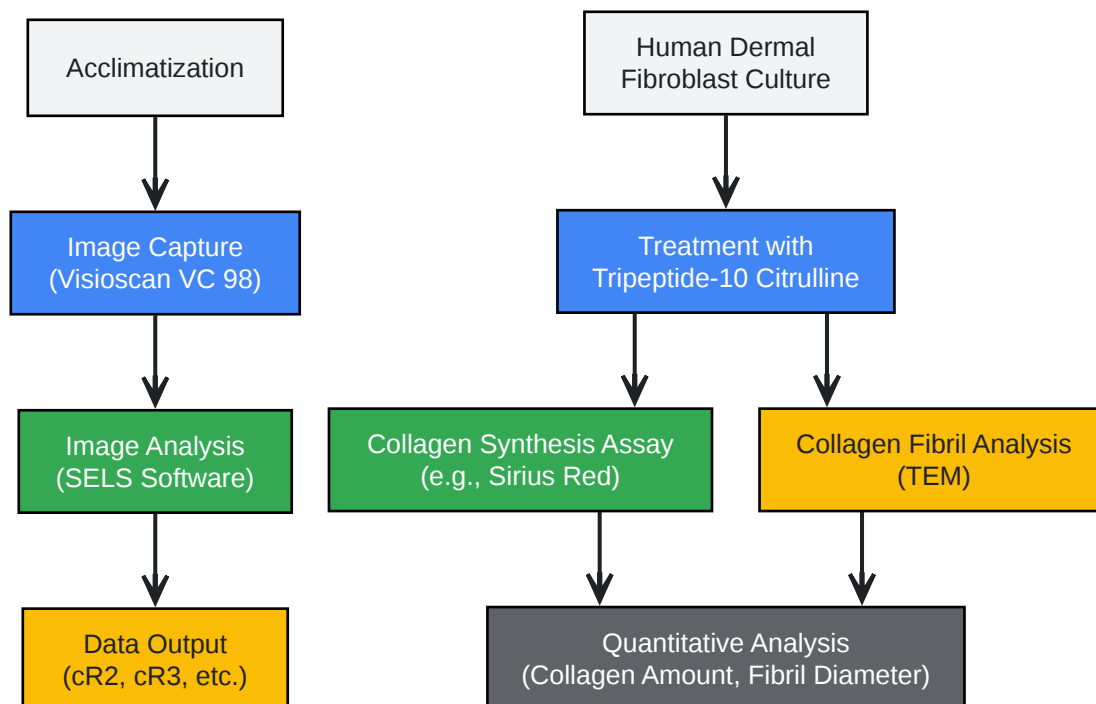 Acclimatization
Image Capture
(Visioscan VC 98)
Image Analysis
(SELS Software)
Data Output
(cR2, cR3, etc.)
Human Dermal
Fibroblast Culture
Treatment with
Tripeptide-10 Citrulline
Collagen Synthesis Assay
(e.g., Sirius Red)
Collagen Fibril Analysis
(TEM)
Quantitative Analysis
(Collagen Amount, Fibril Diameter)